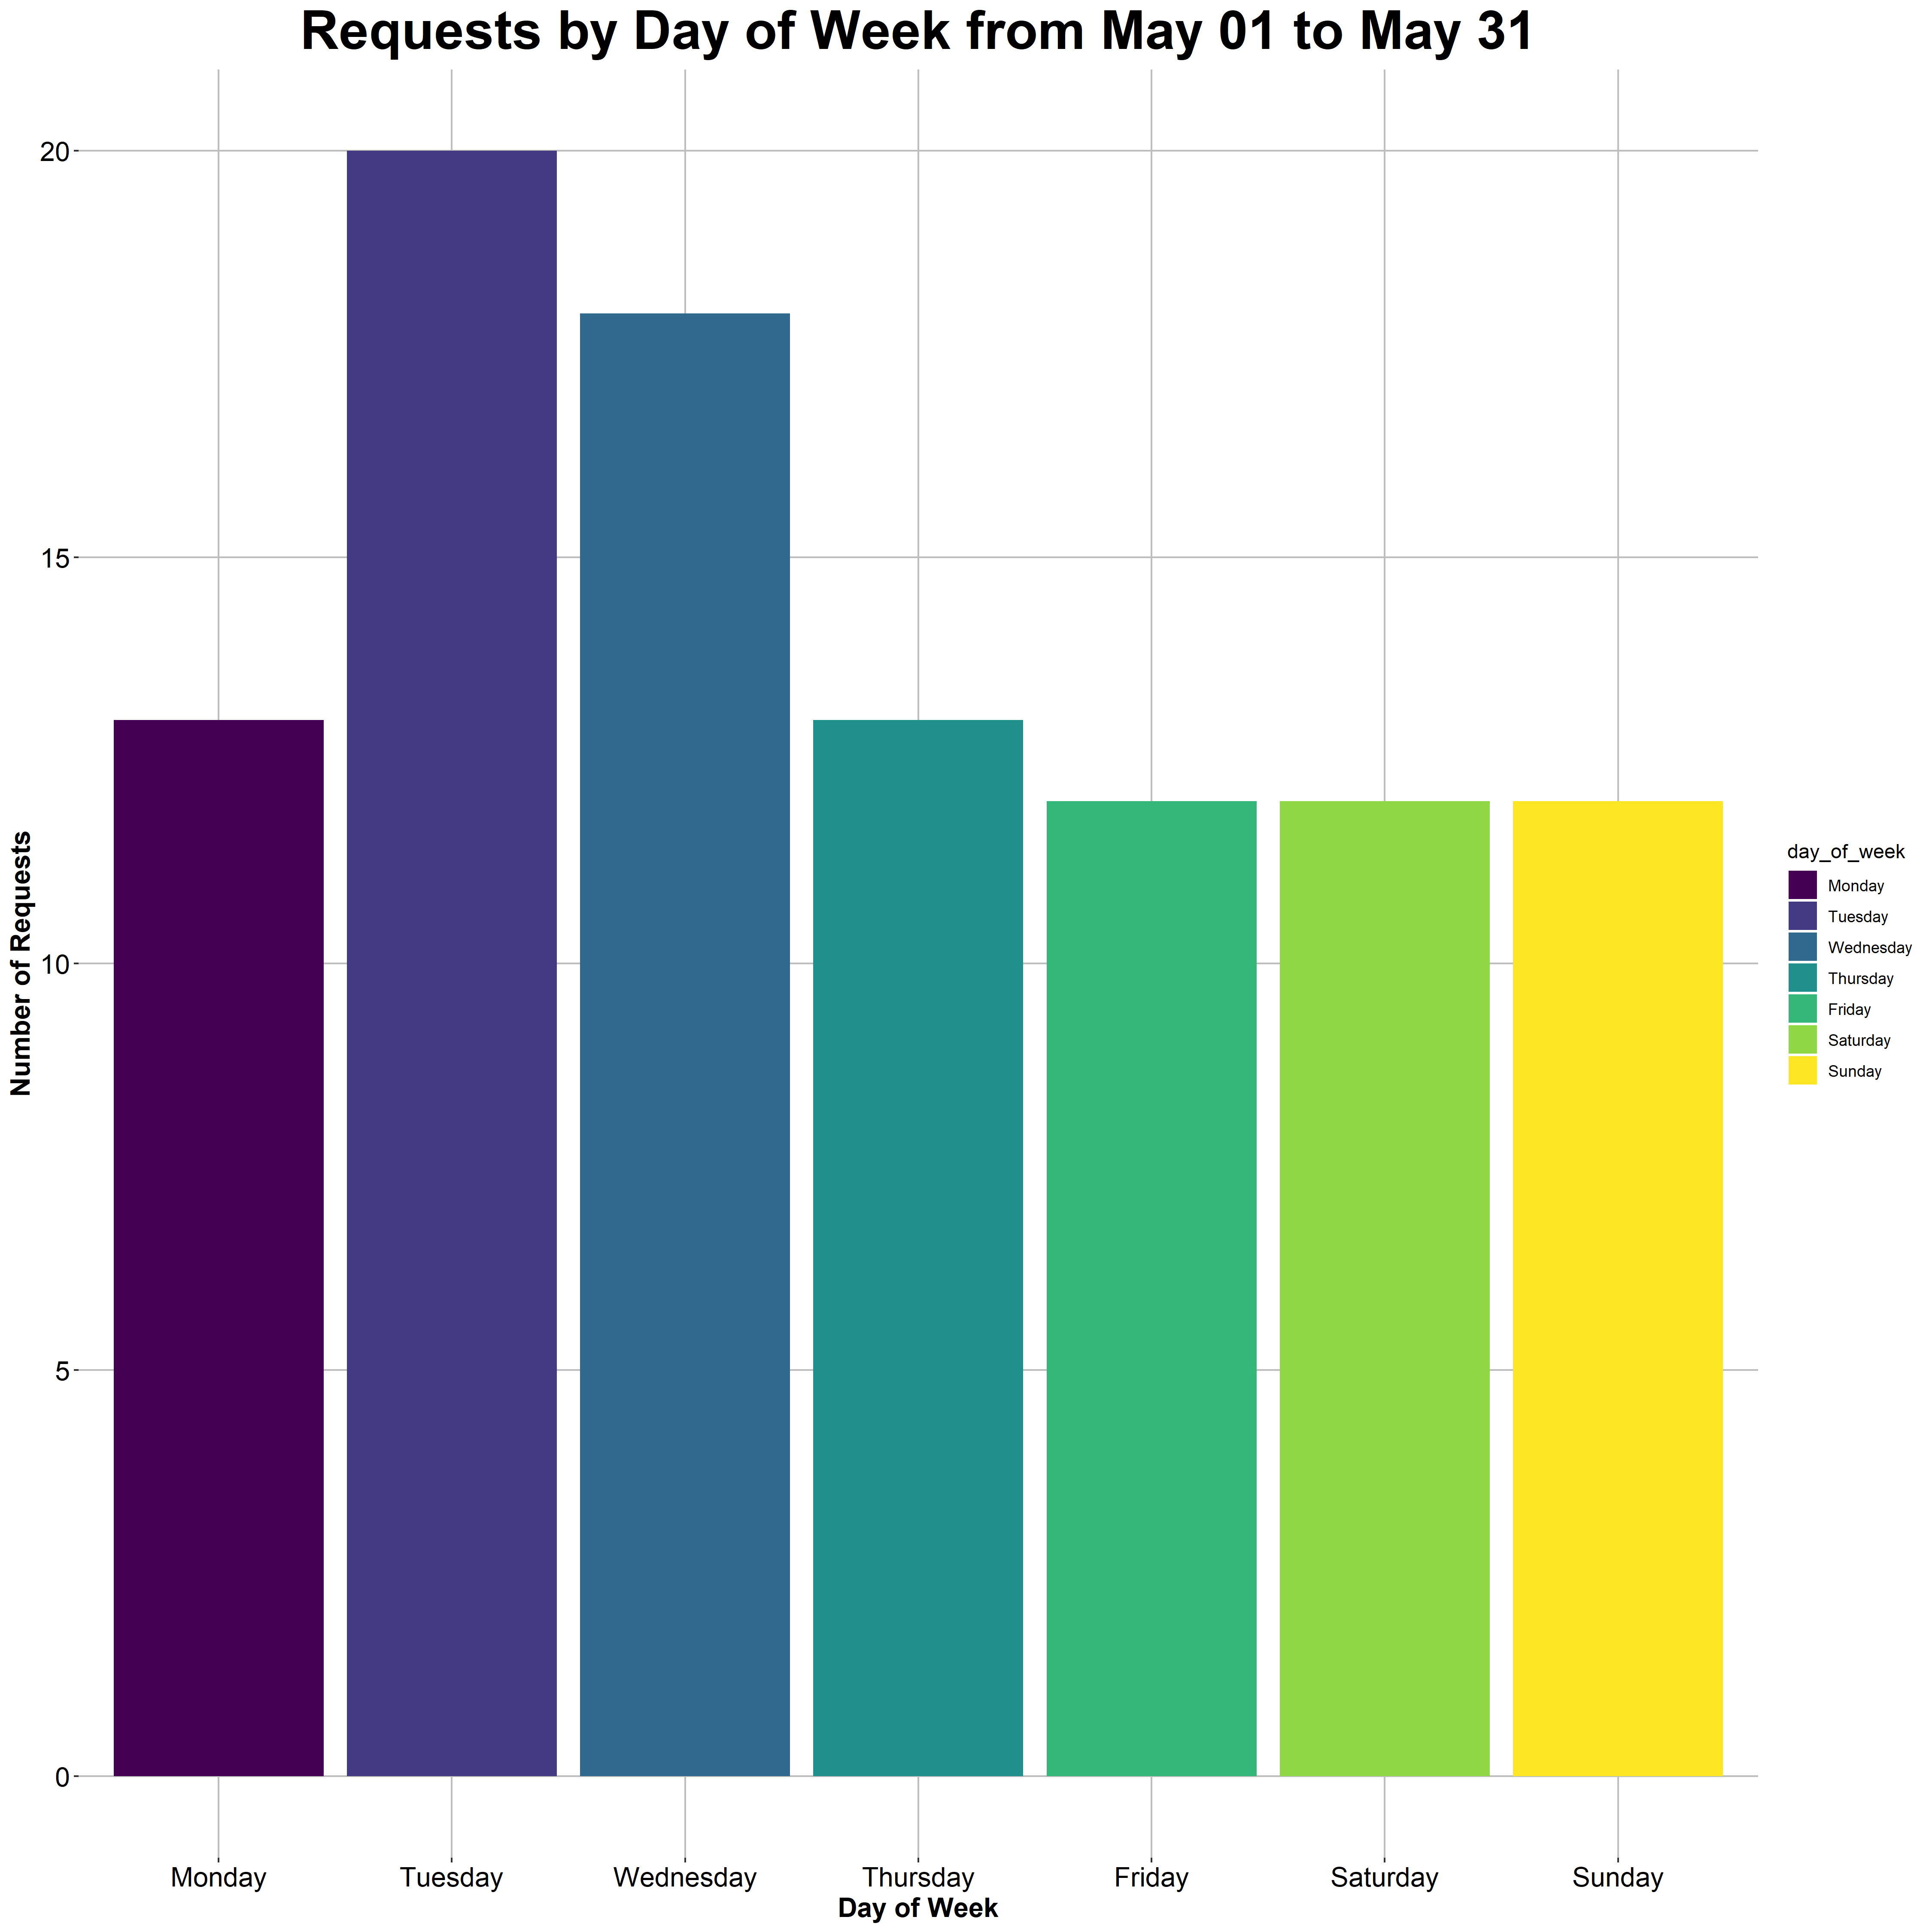 Requests by Day of Week from May 01 to May 31
20
15
10
5
0
Number of Requests
Monday Tuesday Wednesday Thursday Friday Saturday Sunday
Day of Week
day_of_week
Monday
Tuesday
Wednesday
Thursday
Friday
Saturday
Sunday